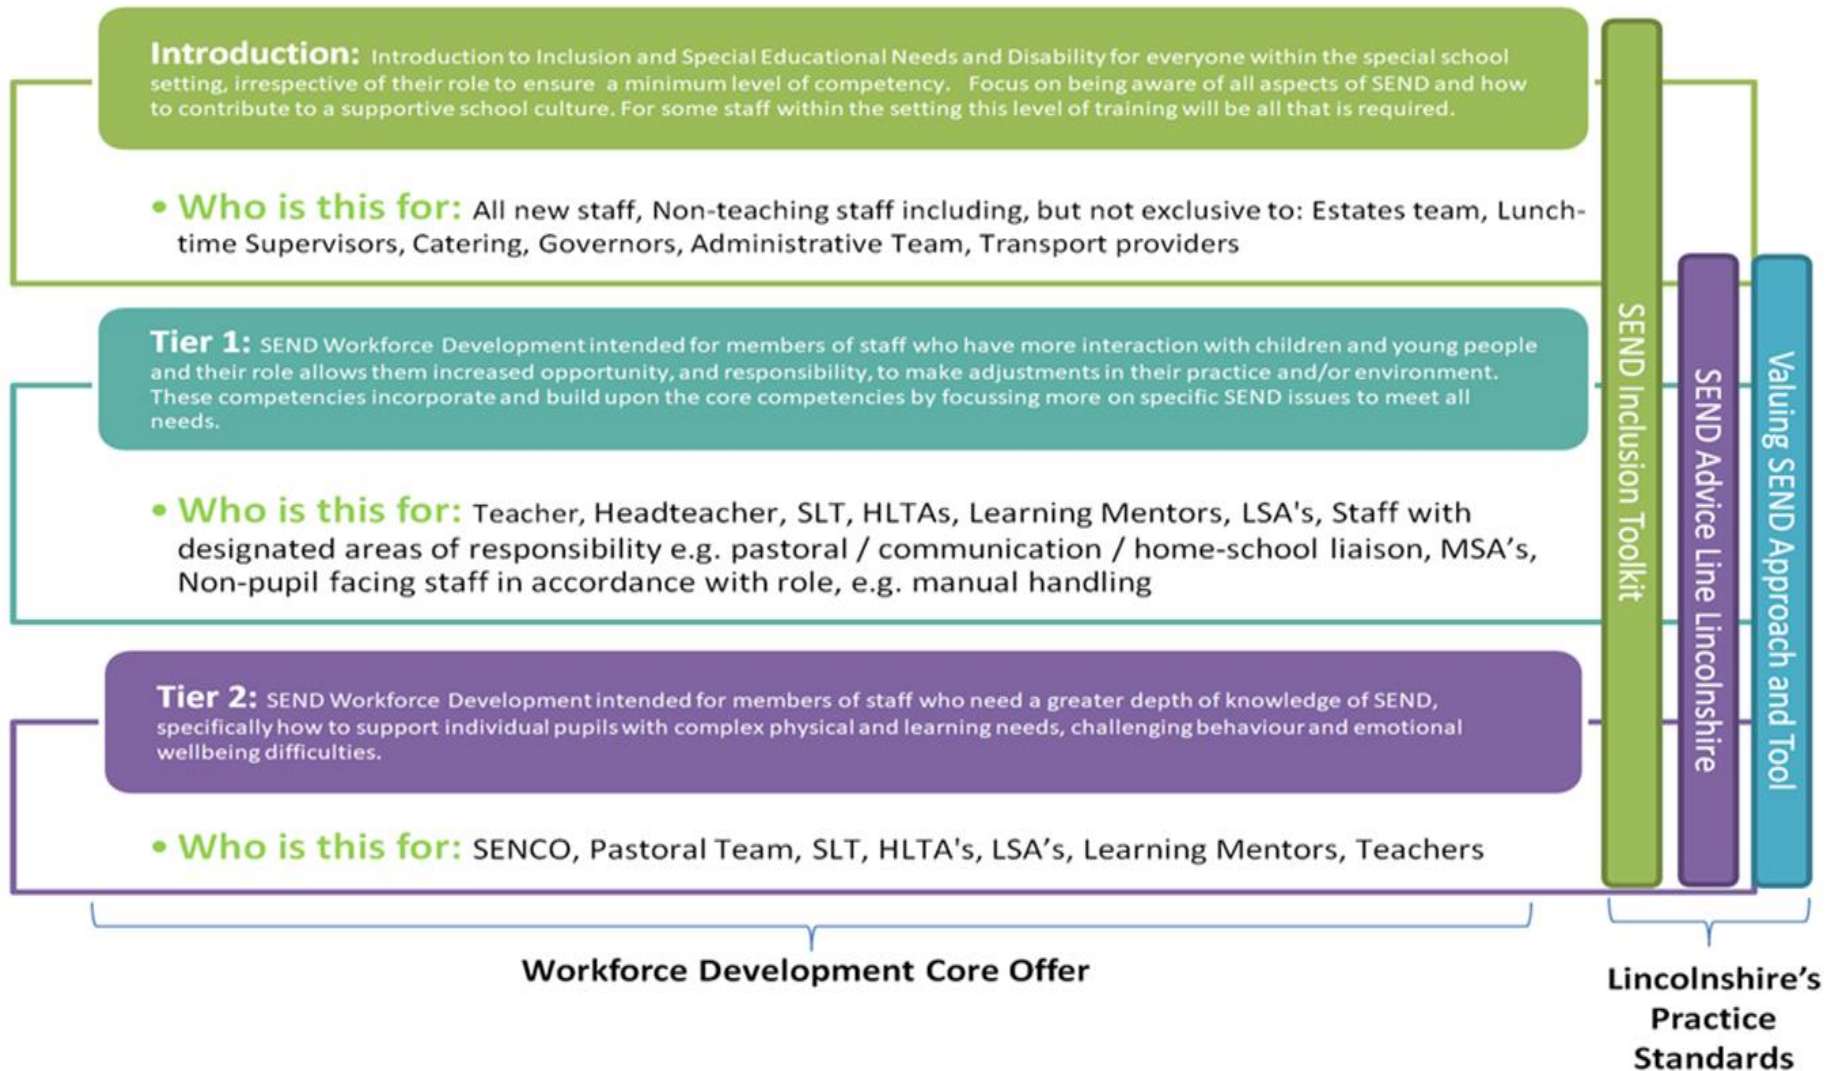 Introduction: Introduction to Inclusion and Special Educational Needs and Disability for everyone within the special school
setting, irrespective of their role to ensure a minimum level of competency. Focus on being aware of all aspects of SEND and how
to contribute to a supportive school culture. For some staff within the setting this level of training will be all that is required.
• Who is this for: All new staff, Non-teaching staff including, but not exclusive to: Estates team, Lunch-
time Supervisors, Catering, Governors, Administrative Team, Transport providers
Tier 1: SEND Workforce Development intended for members of staff who have more interaction with children and young people
and their role allows them increased opportunity, and responsibility, to make adjustments in their practice and/or environment.
These competencies incorporate and build upon the core competencies by focussing more on specific SEND issues to meet all
needs.
• Who is this for: Teacher, Headteacher, SLT, HLTAs, Learning Mentors, LSA's, Staff with
designated areas of responsibility e.g. pastoral / communication / home-school liaison, MSA’s,
Non-pupil facing staff in accordance with role, e.g. manual handling
Tier 2: SEND Workforce Development intended for members of staff who need a greater depth of knowledge of SEND,
specifically how to support individual pupils with complex physical and learning needs, challenging behaviour and emotional
wellbeing difficulties.
• Who is this for: SENCO, Pastoral Team, SLT, HLTA's, LSA’s, Learning Mentors, Teachers
SEND Inclusion Toolkit
SEND Advice Line Lincolnshire
Valuing SEND Approach and Tool
Workforce Development Core Offer
Lincolnshire’s
Practice
Standards